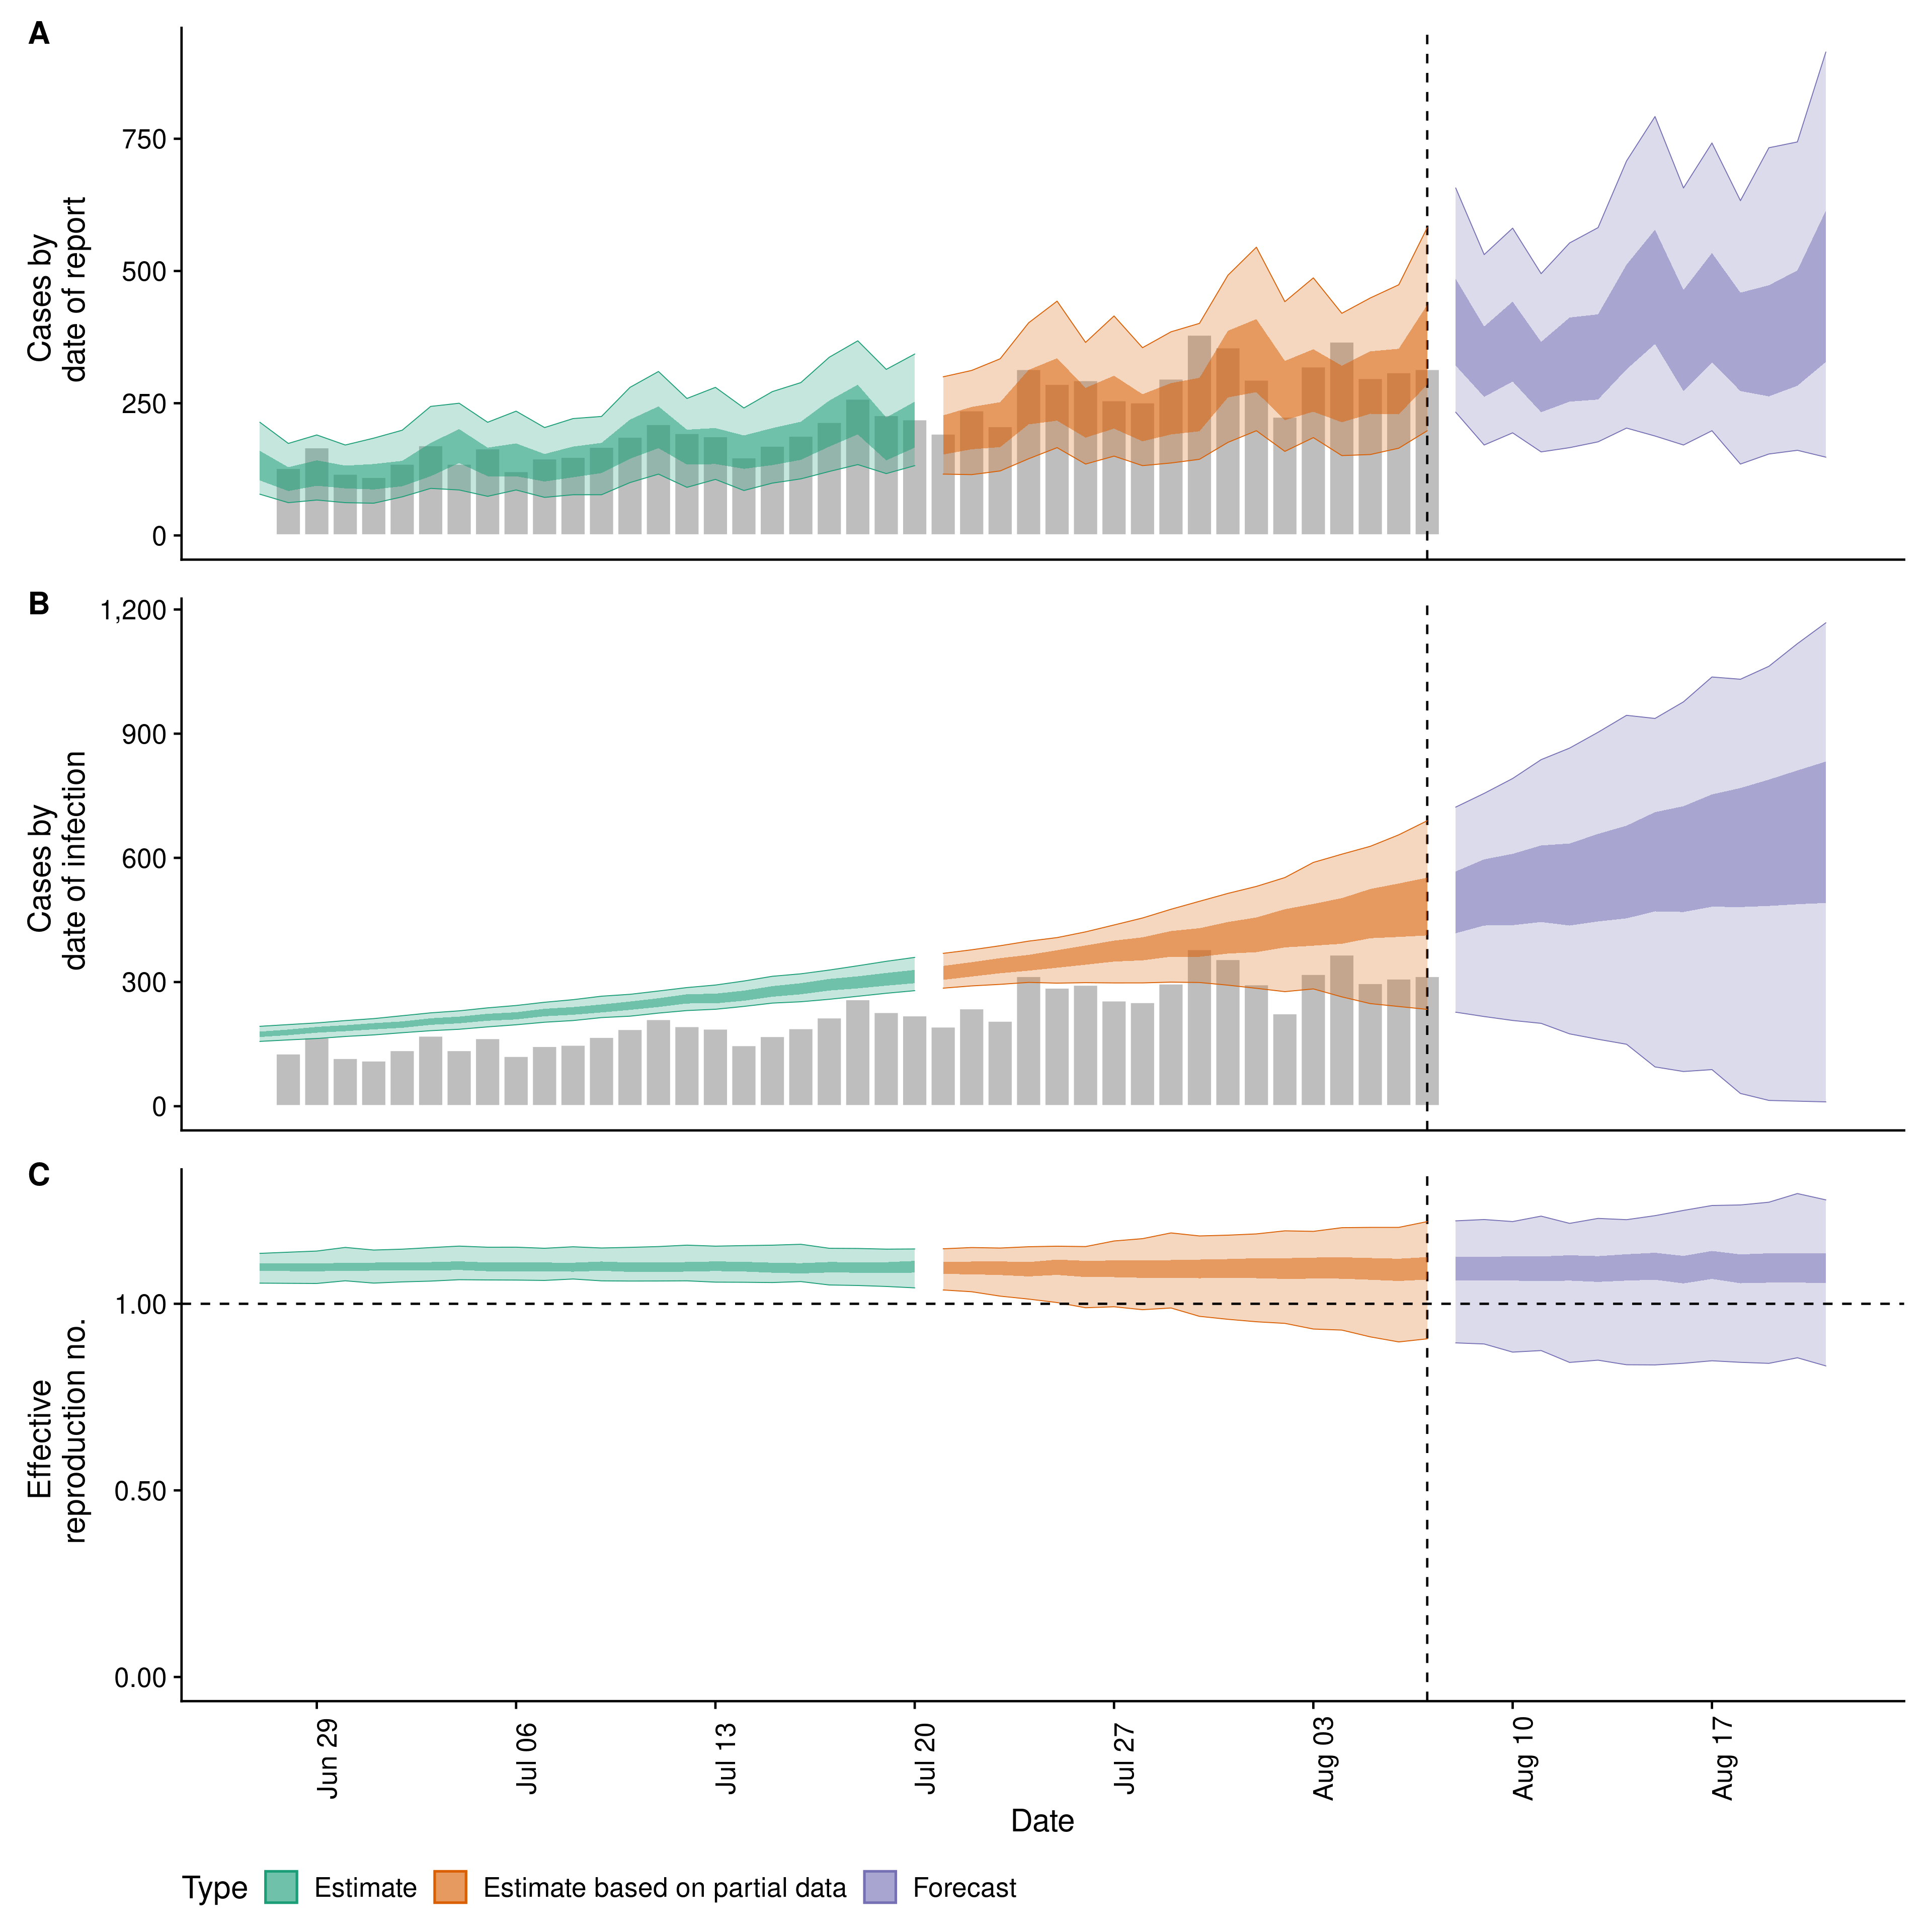 A
750
500
250
0
Cases by
date of report
B
1,200
900
600
300
0
Cases by
date of infection
C
1.00
0.50
0.00
Effective
reproduction no.
Jun 29
Jul 06
Jul 13
Jul 20
Jul 27
Aug 03
Aug 10
Aug 17
Date
Type Estimate Estimate based on partial data Forecast